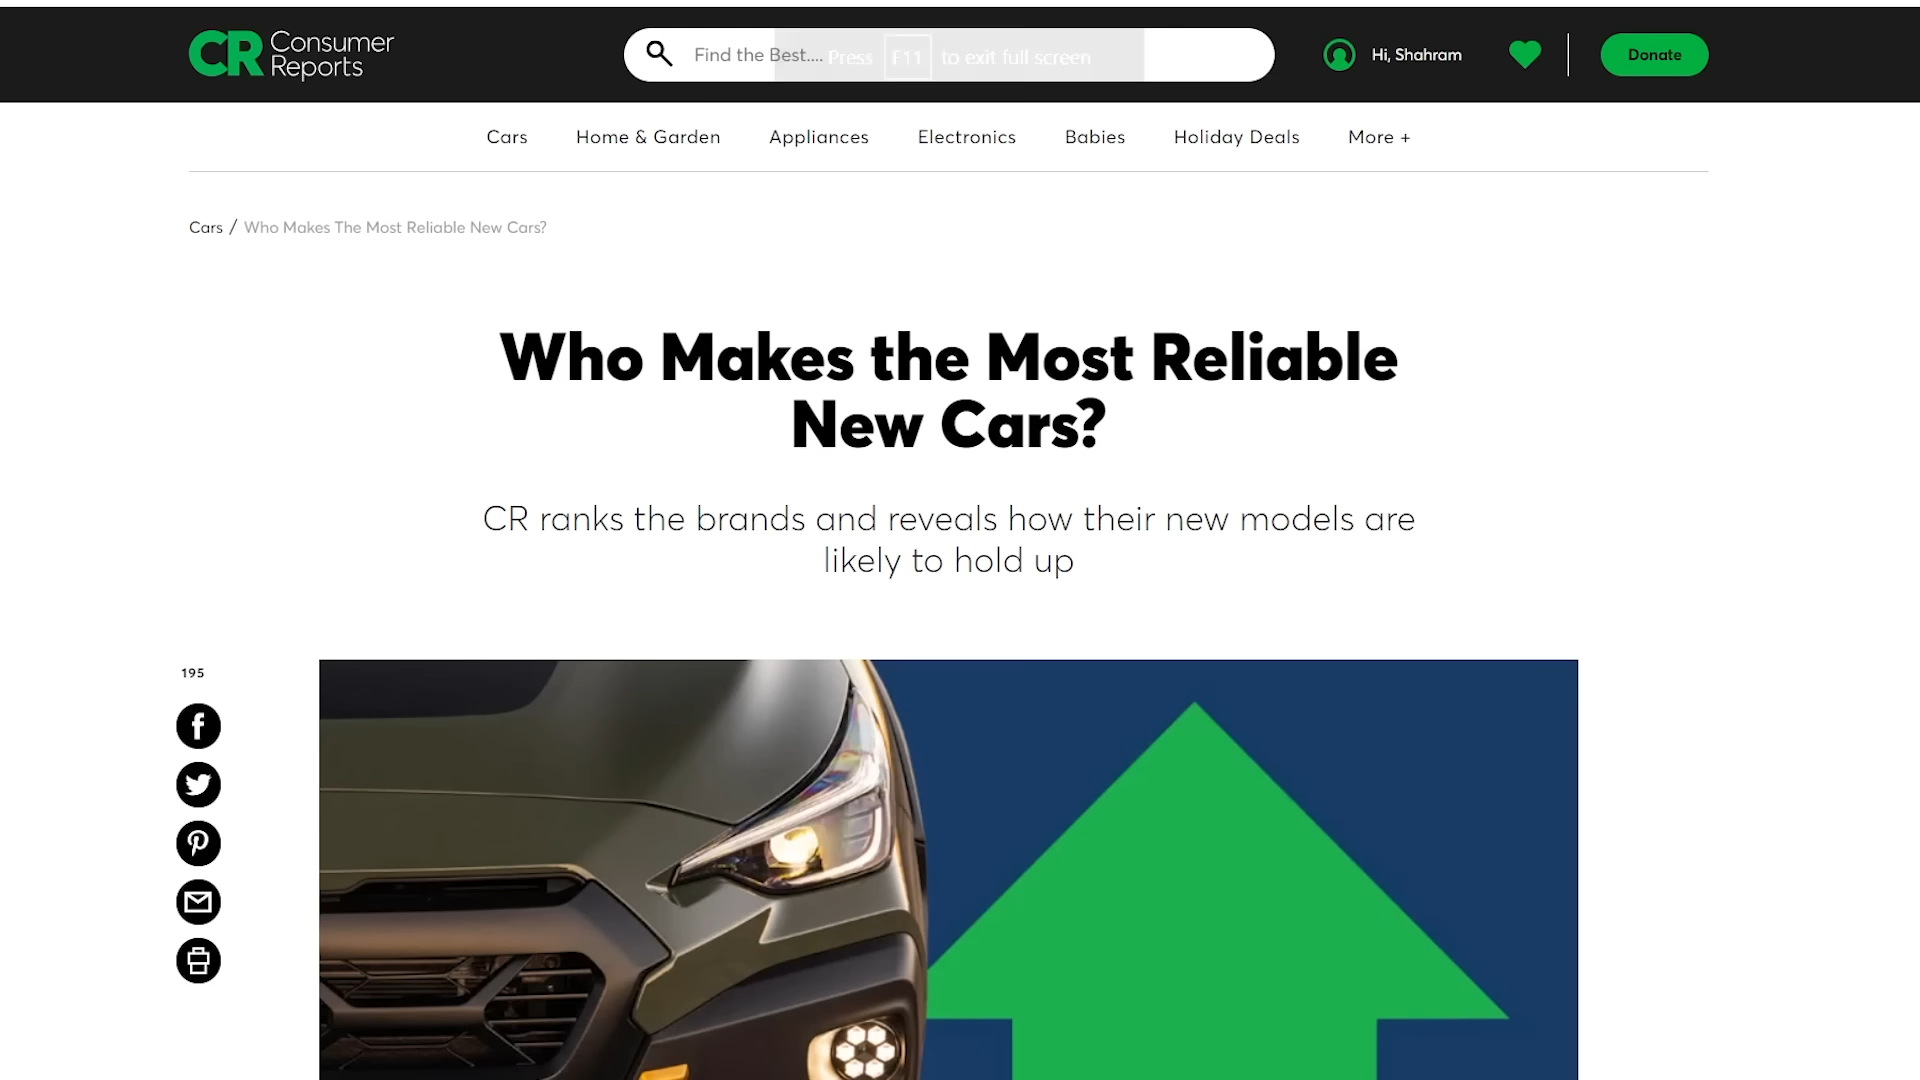 CR Consumer
Reports
Find the Best.... Press F11 to exit full screen
Hi, Shahram
Donate
Cars
Home & Garden
Appliances
Electronics
Babies
Holiday Deals
More +
Cars / Who Makes The Most Reliable New Cars?
Who Makes the Most Reliable
New Cars?
CR ranks the brands and reveals how their new models are
likely to hold up
195